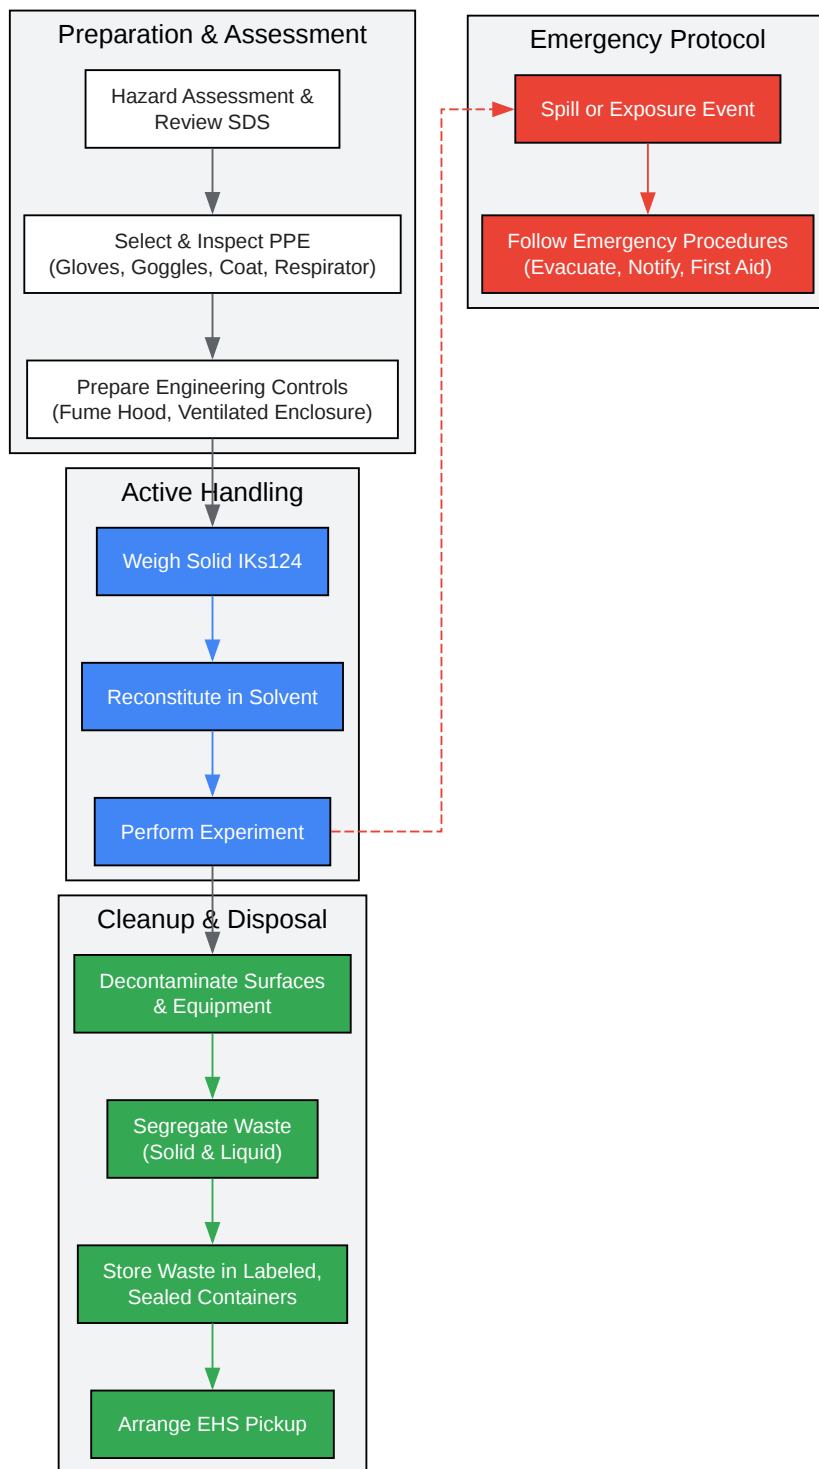 Preparation & Assessment
Hazard Assessment &
Review SDS
Select & Inspect PPE
(Gloves, Goggles, Coat, Respirator)
Prepare Engineering Controls
(Fume Hood, Ventilated Enclosure)
Emergency Protocol
Spill or Exposure Event
Follow Emergency Procedures
(Evacuate, Notify, First Aid)
Active Handling
Weigh Solid IKs124
Reconstitute in Solvent
Perform Experiment
Cleanup & Disposal
Decontaminate Surfaces
& Equipment
Segregate Waste
(Solid & Liquid)
Store Waste in Labeled,
Sealed Containers
Arrange EHS Pickup